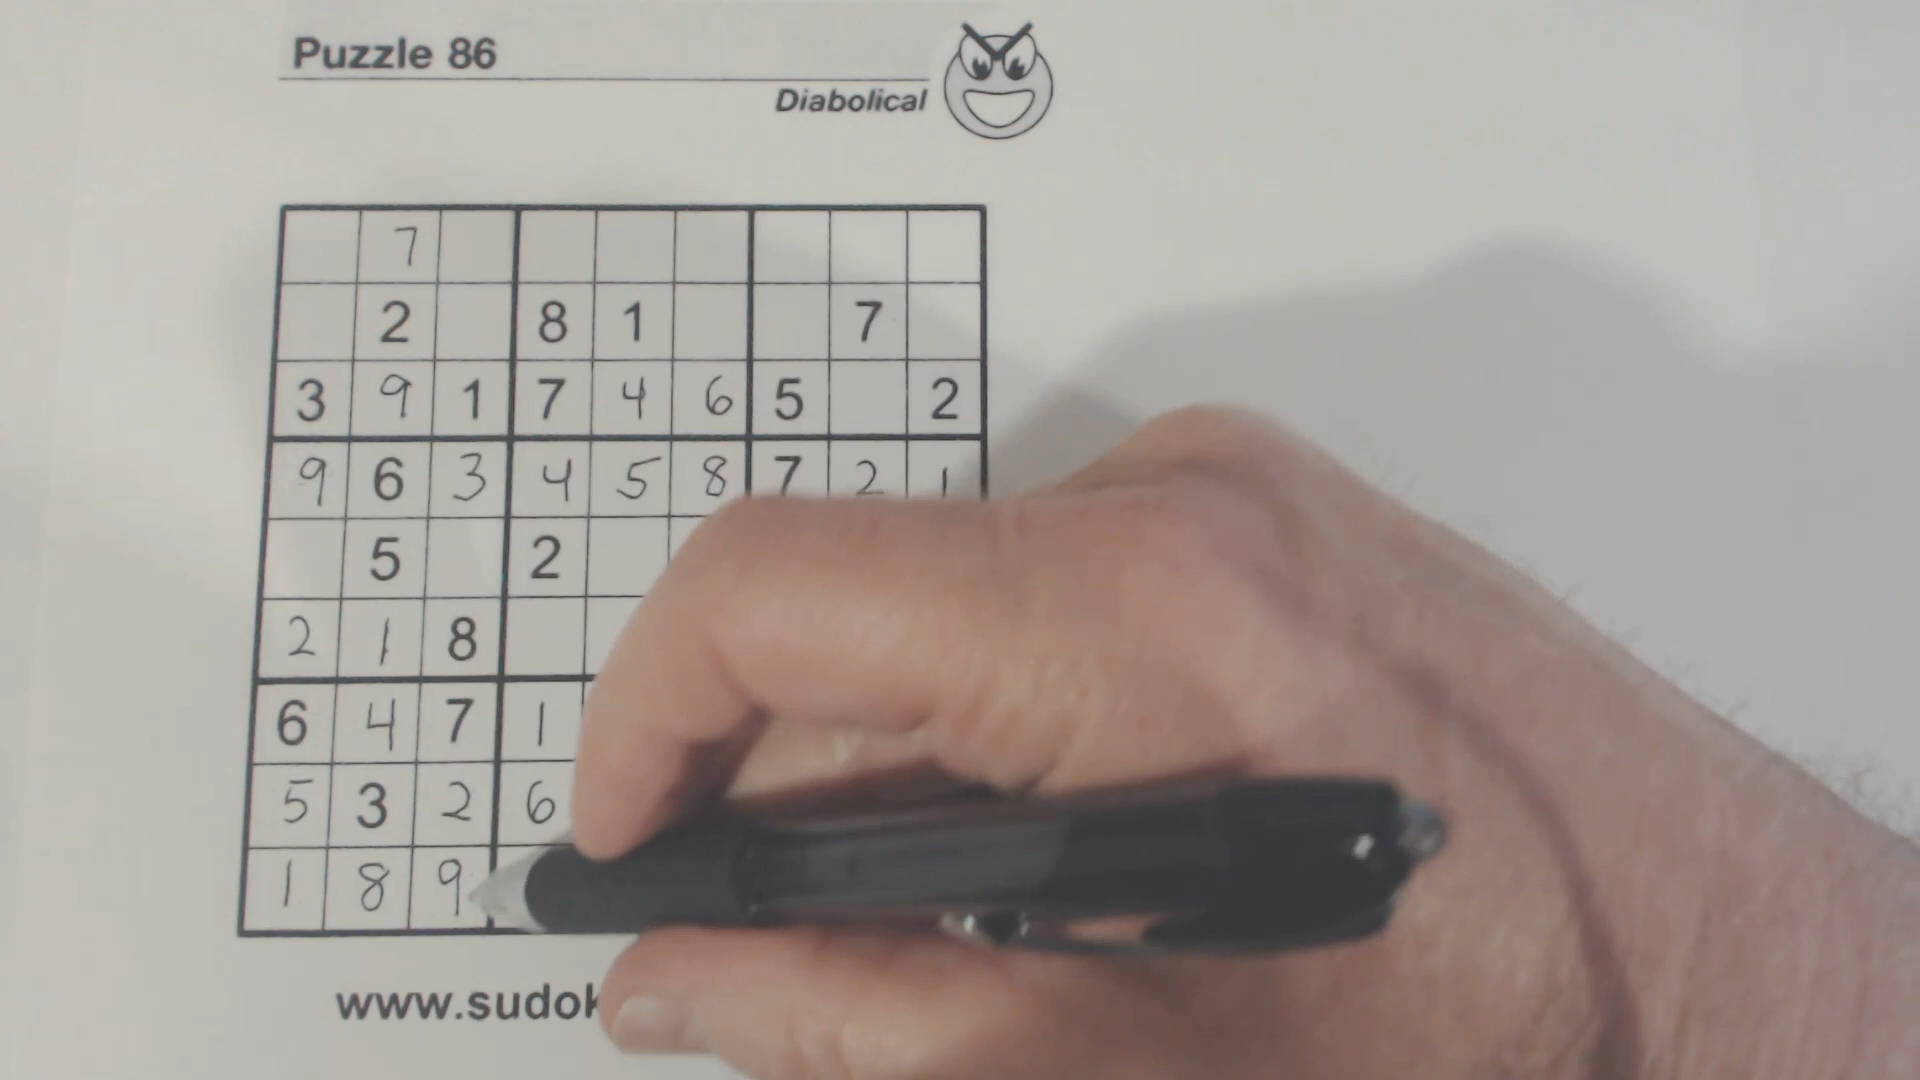 Puzzle 86
Diabolical
7
2 8 1 7
3 9 1 7 4 6 5 2
9 6 3 4 5 8 7 2 1
5 2
2 1 8
6 4 7 1
5 3 2 6
1 8 9